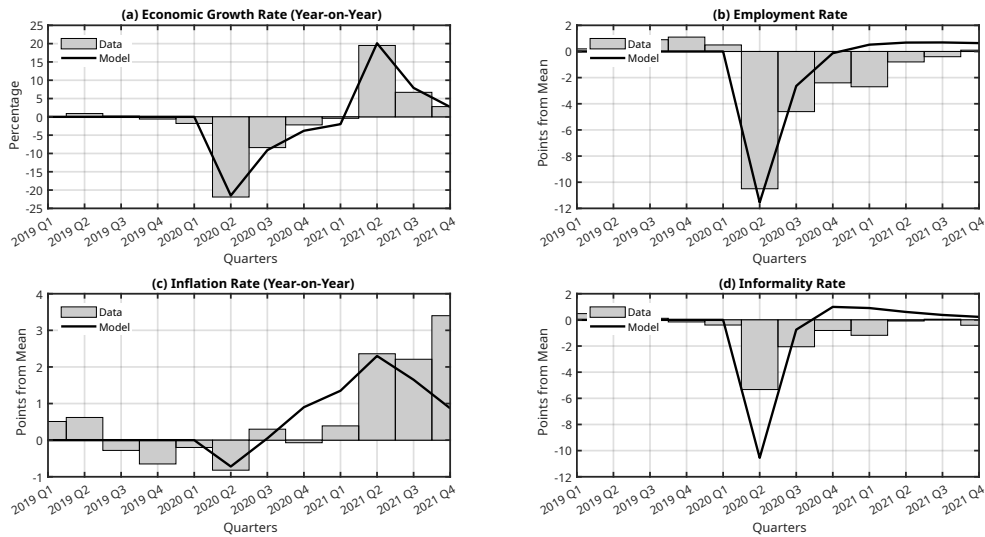 (a) Economic Growth Rate (Year-on-Year)
Percentage
25
20
15
10
5
0
-5
-10
-15
-20
-25
Data
Model
2019 Q1
2019 Q2
2019 Q3
2019 Q4
2020 Q1
2020 Q2
2020 Q3
2020 Q4
2021 Q1
2021 Q2
2021 Q3
2021 Q4
Quarters
(b) Employment Rate
Points from Mean
2
0
-2
-4
-6
-8
-10
-12
Data
Model
2019 Q1
2019 Q2
2019 Q3
2019 Q4
2020 Q1
2020 Q2
2020 Q3
2020 Q4
2021 Q1
2021 Q2
2021 Q3
2021 Q4
Quarters
(c) Inflation Rate (Year-on-Year)
Points from Mean
4
3
2
1
0
-1
Data
Model
2019 Q1
2019 Q2
2019 Q3
2019 Q4
2020 Q1
2020 Q2
2020 Q3
2020 Q4
2021 Q1
2021 Q2
2021 Q3
2021 Q4
Quarters
(d) Informality Rate
Points from Mean
2
0
-2
-4
-6
-8
-10
-12
Data
Model
2019 Q1
2019 Q2
2019 Q3
2019 Q4
2020 Q1
2020 Q2
2020 Q3
2020 Q4
2021 Q1
2021 Q2
2021 Q3
2021 Q4
Quarters